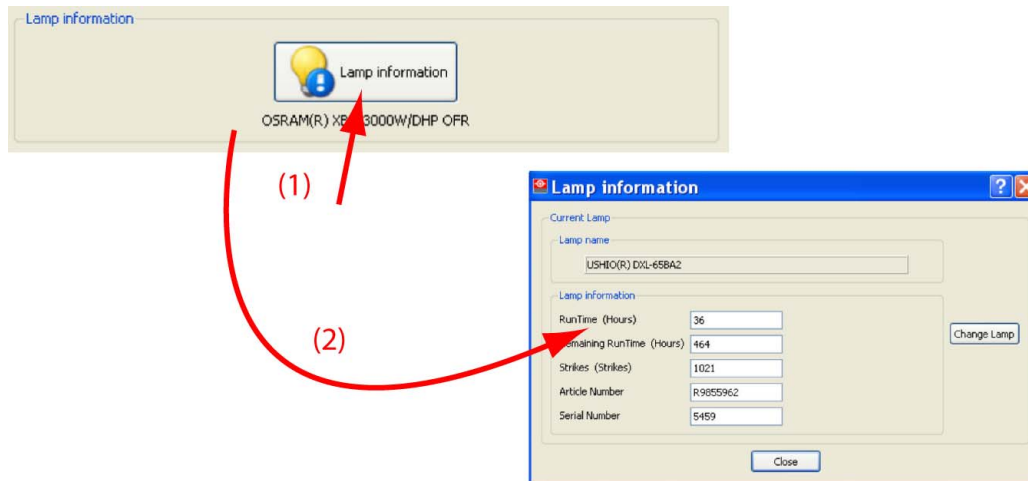 Lamp information
Lamp information
OSRAM(R) 3000W/DHP OFR
(1)
(2)
Lamp information
Current Lamp
Lamp name
USHIO(R) DXL-65BA2
Lamp information
RunTime (Hours) 36
Remaining RunTime (Hours) 464
Strikes (Strikes) 1021
Article Number R9855962
Serial Number 5459
Change Lamp
Close